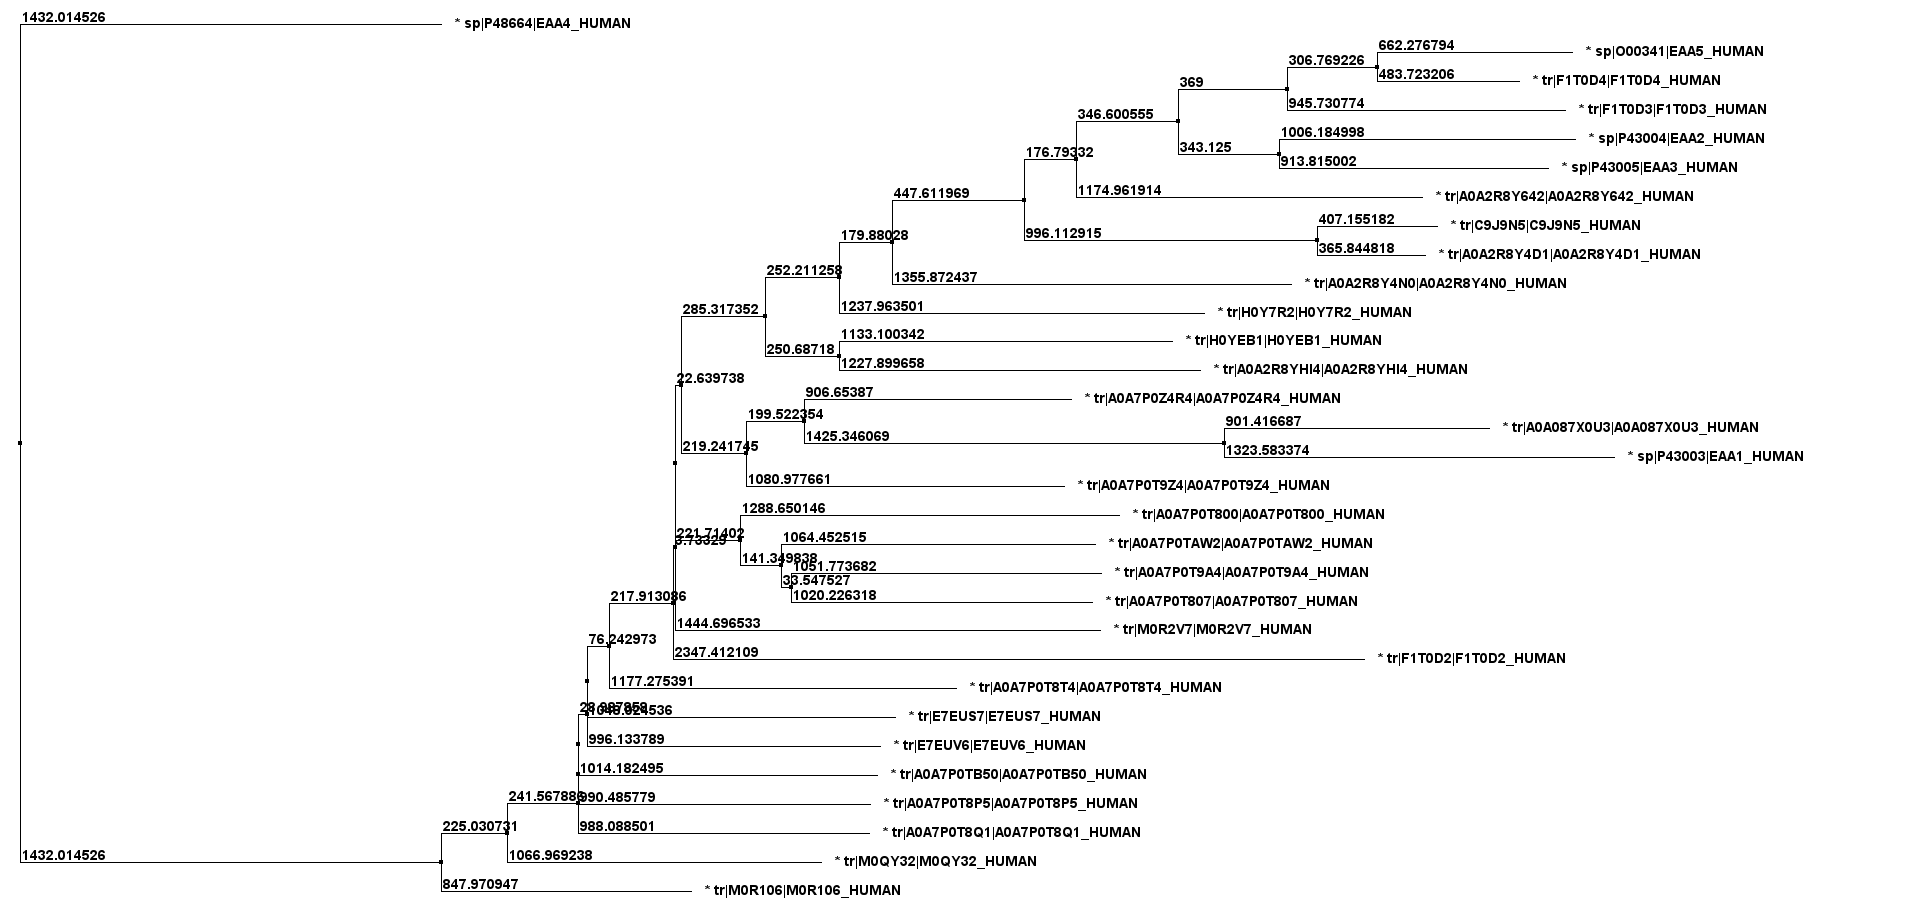 1432.014526
* sp|P48664|EAA4_HUMAN
662.276794
* sp|O00341|EAA5_HUMAN
306.769226
483.723206
* tr|F1T0D4|F1T0D4_HUMAN
369
945.730774
* tr|F1T0D3|F1T0D3_HUMAN
346.600555
1006.184998
* sp|P43004|EAA2_HUMAN
343.125
913.815002
* sp|P43005|EAA3_HUMAN
176.79332
1174.961914
* tr|A0A2R8Y642|A0A2R8Y642_HUMAN
447.611969
407.155182
* tr|C9J9N5|C9J9N5_HUMAN
996.112915
365.844818
* tr|A0A2R8Y4D1|A0A2R8Y4D1_HUMAN
179.88028
1355.872437
* tr|A0A2R8Y4N0|A0A2R8Y4N0_HUMAN
252.211258
1237.963501
* tr|H0Y7R2|H0Y7R2_HUMAN
285.317352
1133.100342
* tr|H0YEB1|H0YEB1_HUMAN
250.68718
1227.899658
* tr|A0A2R8YHI4|A0A2R8YHI4_HUMAN
22.639738
906.65387
* tr|A0A7P0Z4R4|A0A7P0Z4R4_HUMAN
199.522354
901.416687
* tr|A0A087X0U3|A0A087X0U3_HUMAN
1425.346069
219.241745
1323.583374
* sp|P43003|EAA1_HUMAN
1080.977661
* tr|A0A7P0T9Z4|A0A7P0T9Z4_HUMAN
1288.650146
* tr|A0A7P0T800|A0A7P0T800_HUMAN
221.71402
3.73329
1064.452515
* tr|A0A7P0TAW2|A0A7P0TAW2_HUMAN
141.349838
1051.773682
* tr|A0A7P0T9A4|A0A7P0T9A4_HUMAN
33.547527
1020.226318
* tr|A0A7P0T807|A0A7P0T807_HUMAN
217.913086
1444.696533
* tr|M0R2V7|M0R2V7_HUMAN
76.242973
2347.412109
* tr|F1T0D2|F1T0D2_HUMAN
1177.275391
* tr|A0A7P0T8T4|A0A7P0T8T4_HUMAN
* tr|E7EUS7|E7EUS7_HUMAN
996.133789
* tr|E7EUV6|E7EUV6_HUMAN
1014.182495
* tr|A0A7P0TB50|A0A7P0TB50_HUMAN
241.567886
990.485779
* tr|A0A7P0T8P5|A0A7P0T8P5_HUMAN
225.030731
988.088501
* tr|A0A7P0T8Q1|A0A7P0T8Q1_HUMAN
1432.014526
1066.969238
* tr|M0QY32|M0QY32_HUMAN
847.970947
* tr|M0R106|M0R106_HUMAN